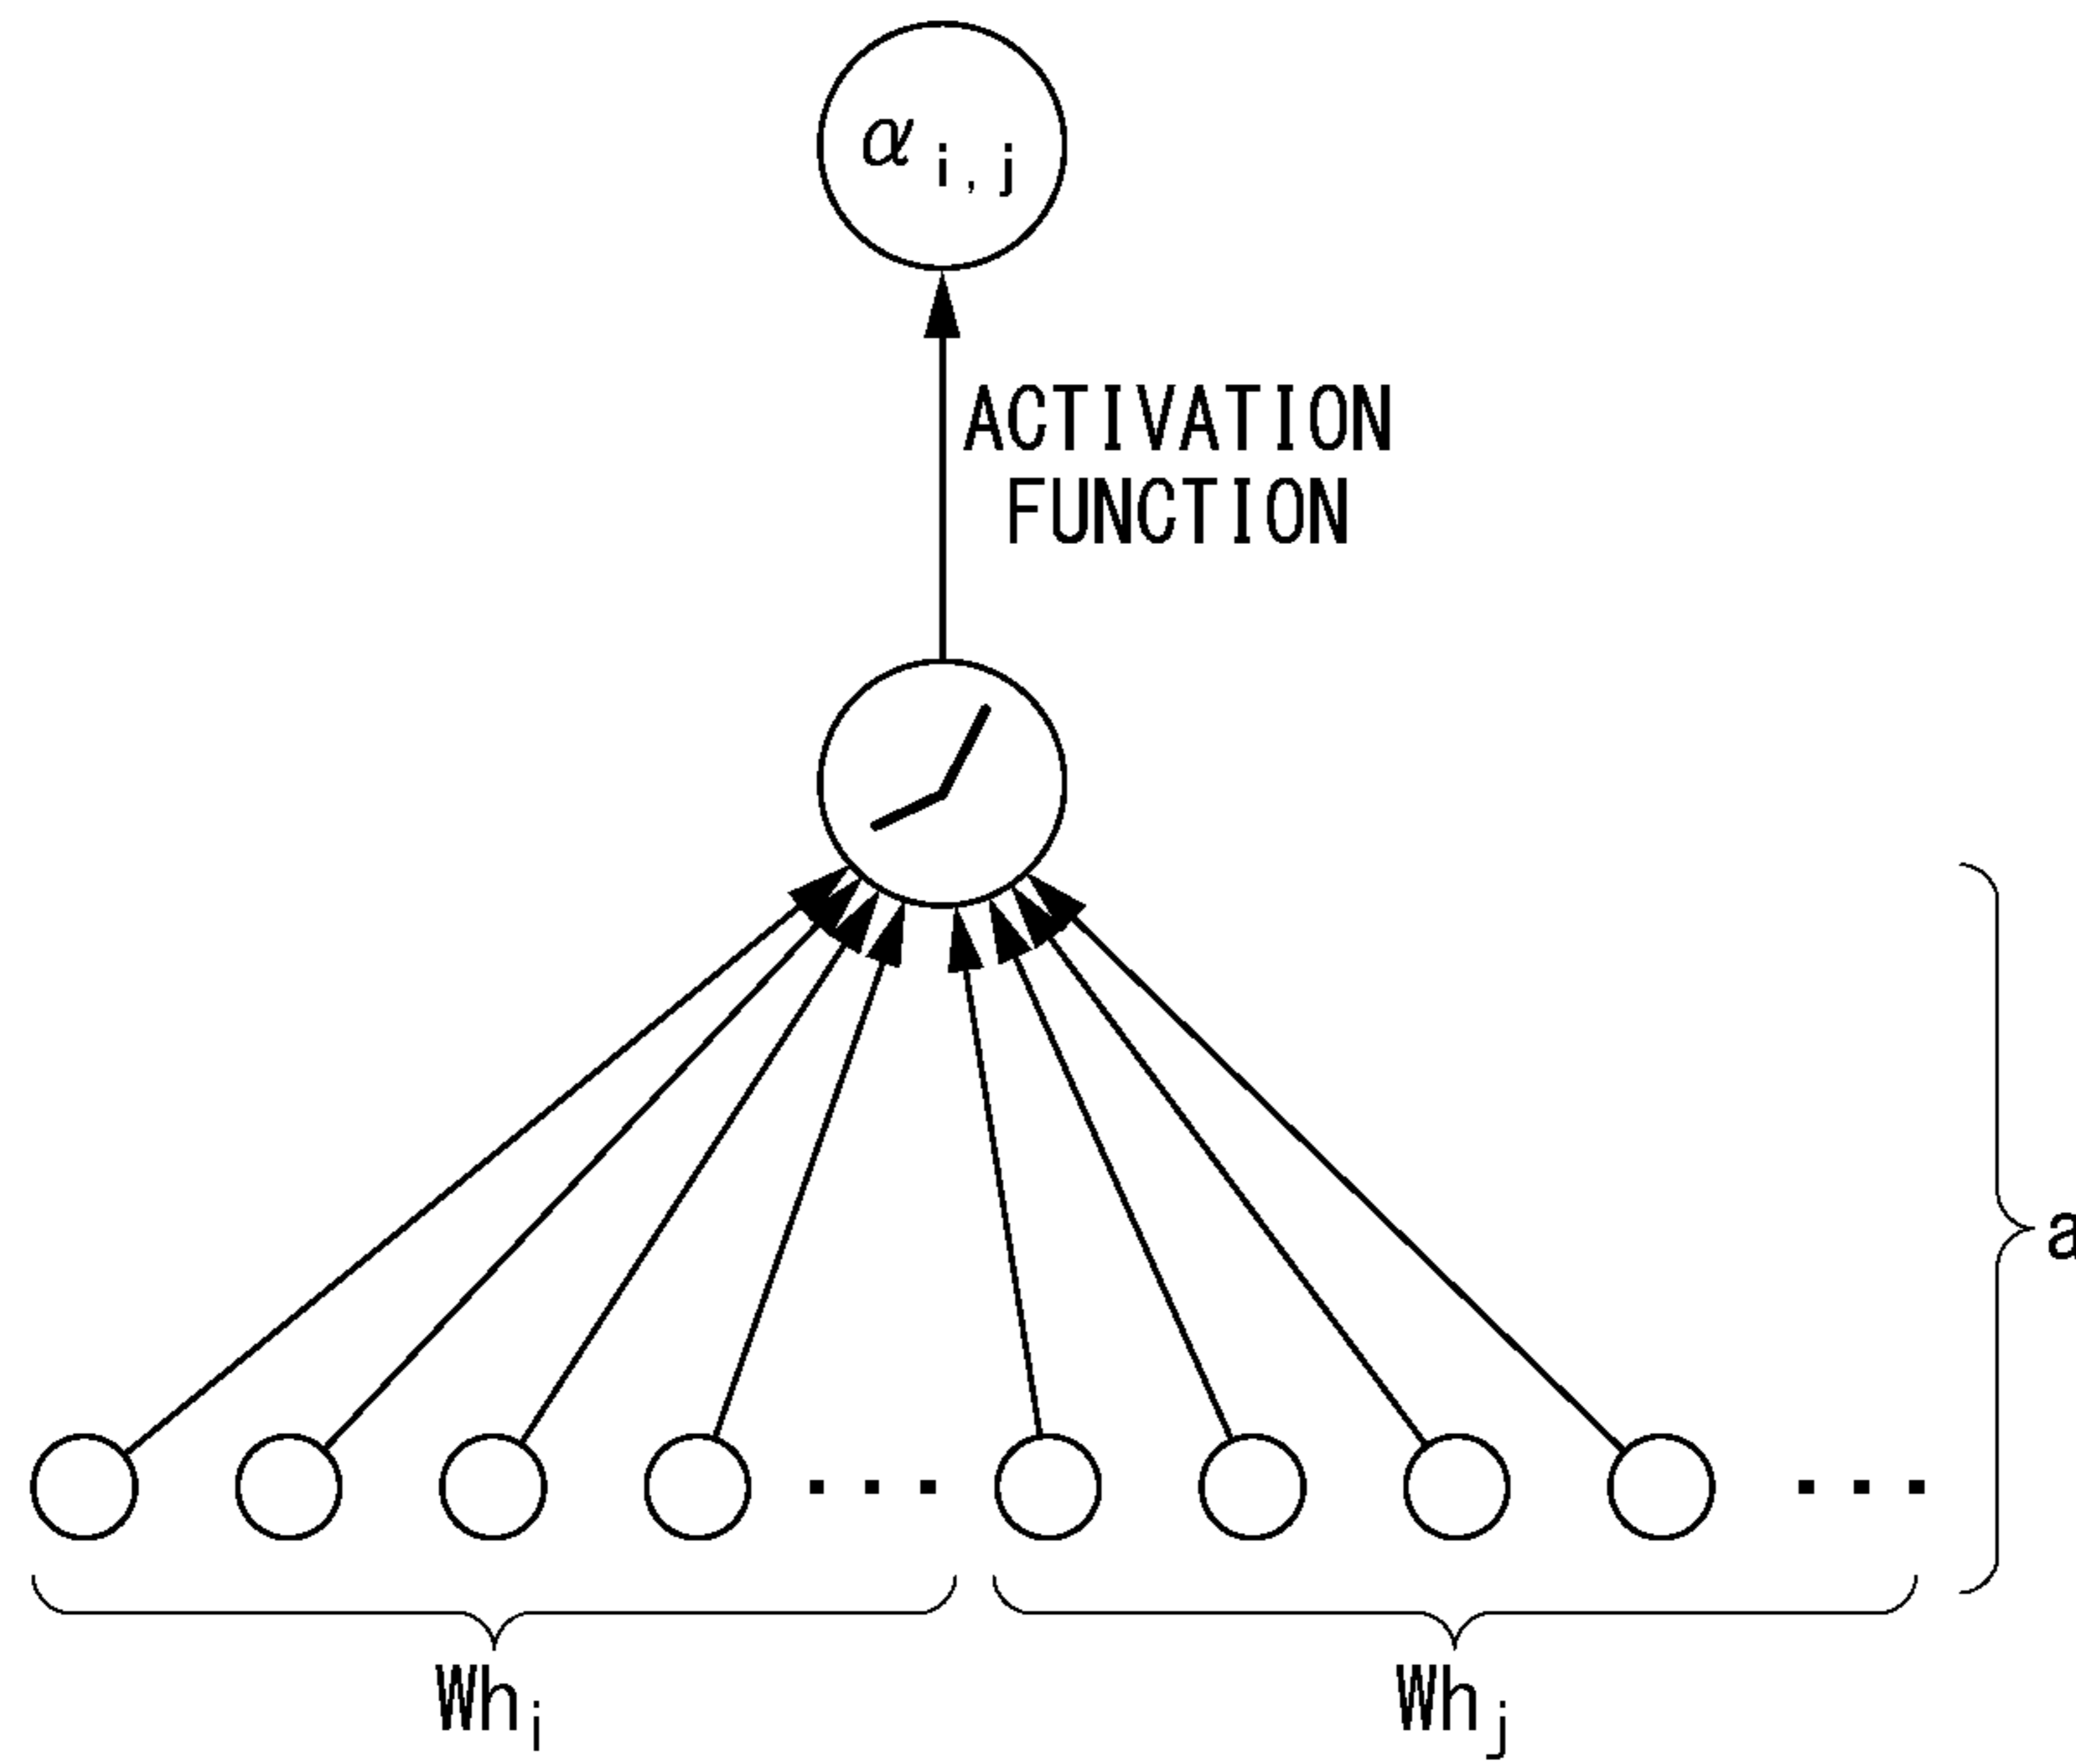 α i, j
ACTIVATION
FUNCTION
a
... ...
Wh i
Wh j